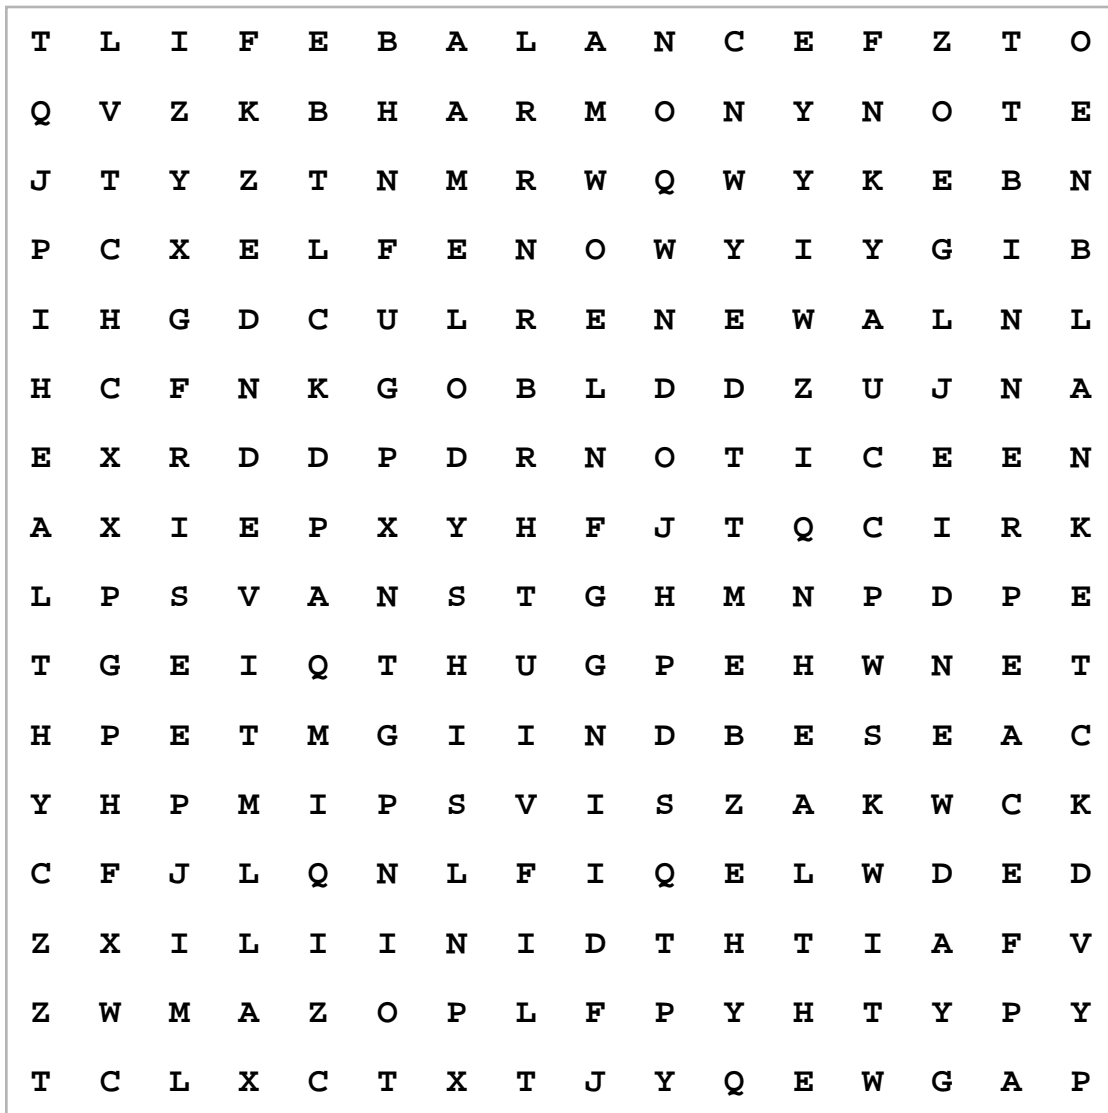 T L I F E B A L A N C E F Z T O
Q V Z K B H A R M O N Y N O T E
J T Y Z T N M R W Q W Y K E B N
P C X E L F E N O W Y I Y G I B
I H G D C U L R E N E W A L N L
H C F N K G O B L D D Z U J N A
E X R D D P D R N O T I C E E N
A X I E P X Y H F J T Q C I R K
L P S V A N S T G H M N P D P E
T G E I Q T H U G P E H W N E T
H P E T M G I I N D B E S E A C
Y H P M I P S V I S Z A K W C K
C F J L Q N L F I Q E L W D E D
Z X I L I I N I D T H T I A F V
Z W M A Z O P L F P Y H T Y P Y
T C L X C T X T J Y Q E W G A P